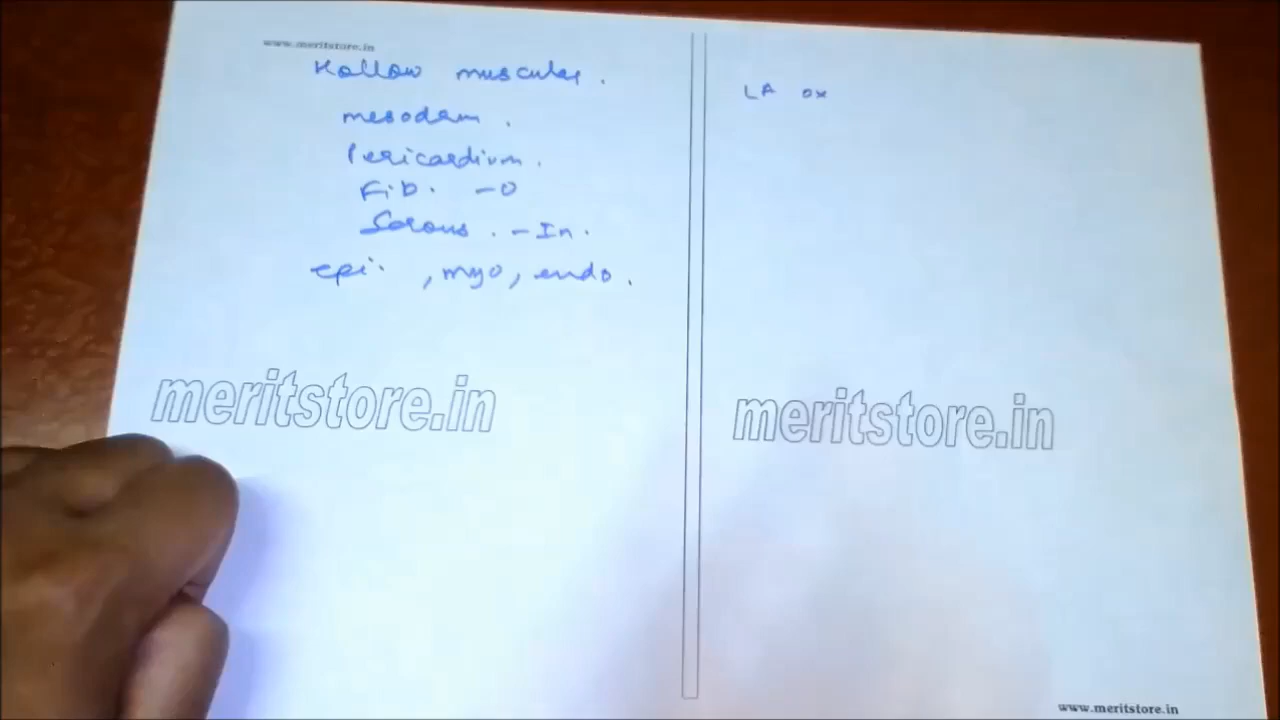 www.meritstore.in
Hollow muscular.
mesodem.
Pericardium.
Fib. - O
Serous. - In.
epi. , myo, endo.
meritstore.in
LA ox
meritstore.in
www.meritstore.in